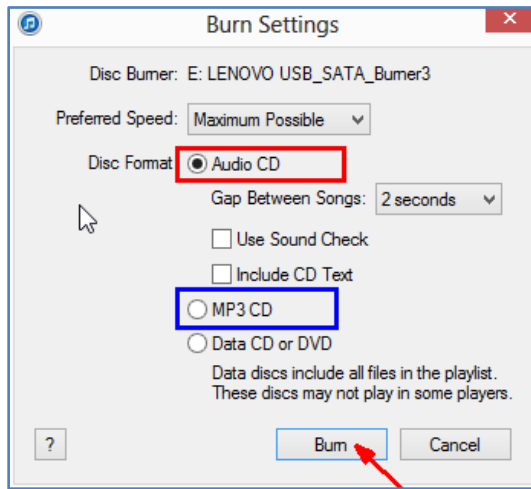 Burn Settings
Disc Burner: E: LENOVO USB_SATA_Burner3
Preferred Speed: Maximum Possible
Disc Format Audio CD
Gap Between Songs: 2 seconds
Use Sound Check
Include CD Text
MP3 CD
Data CD or DVD
Data discs include all files in the playlist.
These discs may not play in some players.
? Burn Cancel